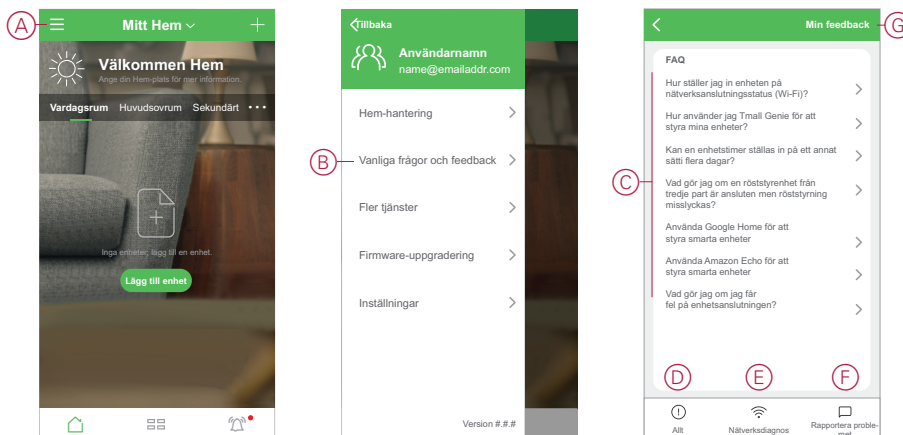 A
Mitt Hem
Välkommen Hem
Ange din Hem-plats för mer information.
Vardagsrum Huvudsovrum Sekundärt
Inga enheter, lägg till en enhet.
Lägg till enhet
Tillbaka
Användarnamn
name@emailaddr.com
Hem-hantering
B
Vanliga frågor och feedback
Fler tjänster
Firmware-uppgradering
Inställningar
Version #.#.#
Min feedback
G
FAQ
C
Hur ställer jag in enheten på
nätverksanslutningsstatus (Wi-Fi)?
Hur använder jag Tmall Genie för att
styra mina enheter?
Kan en enhetstimer ställas in på ett annat
sätti flera dagar?
Vad gör jag om en röststyrenhet från
tredje part är ansluten men röststyrning
misslyckas?
Använda Google Home för att
styra smarta enheter
Använda Amazon Echo för att
styra smarta enheter
Vad gör jag om jag får
fel på enhetsanslutningen?
D E F
Allt
Nätverksdiagnos
Rapportera proble-
met